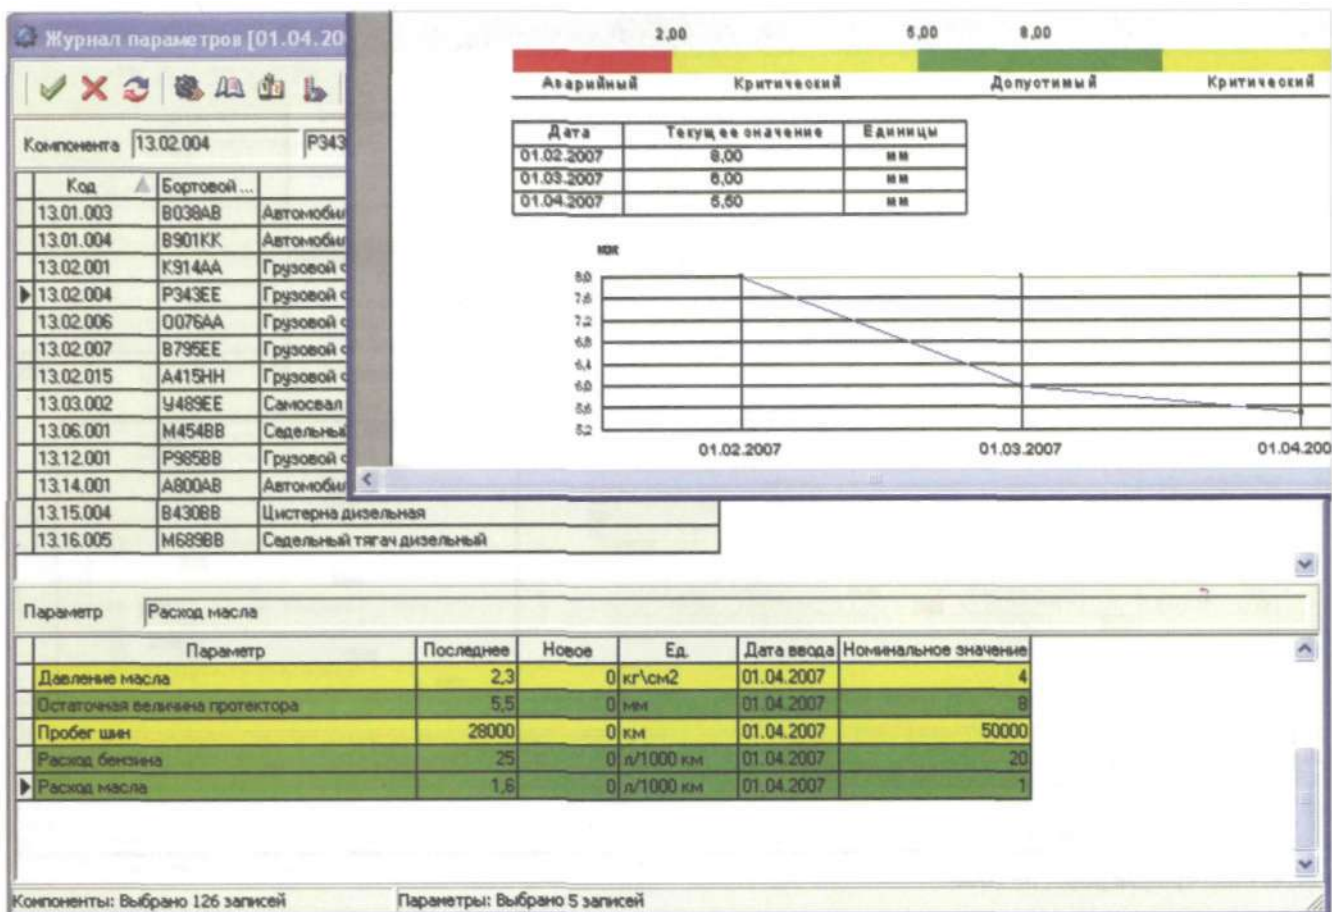 Журнал параметров [01.04.20
Компонента 13.02.004 Р343
Код Бортовой ...
13.01.003 В038АВ Автомобил
13.01.004 В901КК Автомобил
13.02.001 К914АА Грузовой с
13.02.004 Р343ЕЕ Грузовой с
13.02.006 О076АА Грузовой с
13.02.007 В795ЕЕ Грузовой с
13.02.015 А415НН Грузовой с
13.03.002 У489ЕЕ Самосвал
13.06.001 М454ВВ Седельный
13.12.001 Р985ВВ Грузовой с
13.14.001 А800АВ Автомобил
13.15.004 В430ВВ Цистерна дизельная
13.16.005 М689ВВ Седельный тягач дизельный
2,00 5,00 8,00
Аварийный Критический Допустимый Критический
Дата Текущее значение Единицы
01.02.2007 8,00 мм
01.03.2007 6,00 мм
01.04.2007 5,50 мм
8,0
7,6
7,2
6,8
6,4
6,0
5,6
5,2
01.02.2007 01.03.2007 01.04.200
Параметр Расход масла
Параметр Последнее Новое Ед. Дата ввода Номинальное значение
Давление масла 2,3 0 кг\см2 01.04.2007 4
Остаточная величина протектора 5,5 0 мм 01.04.2007 8
Пробег шин 28000 0 км 01.04.2007 50000
Расход бензина 25 0 л/1000 км 01.04.2007 20
Расход масла 1,6 0 л/1000 км 01.04.2007 1
Компоненты: Выбрано 126 записей Параметры: Выбрано 5 записей